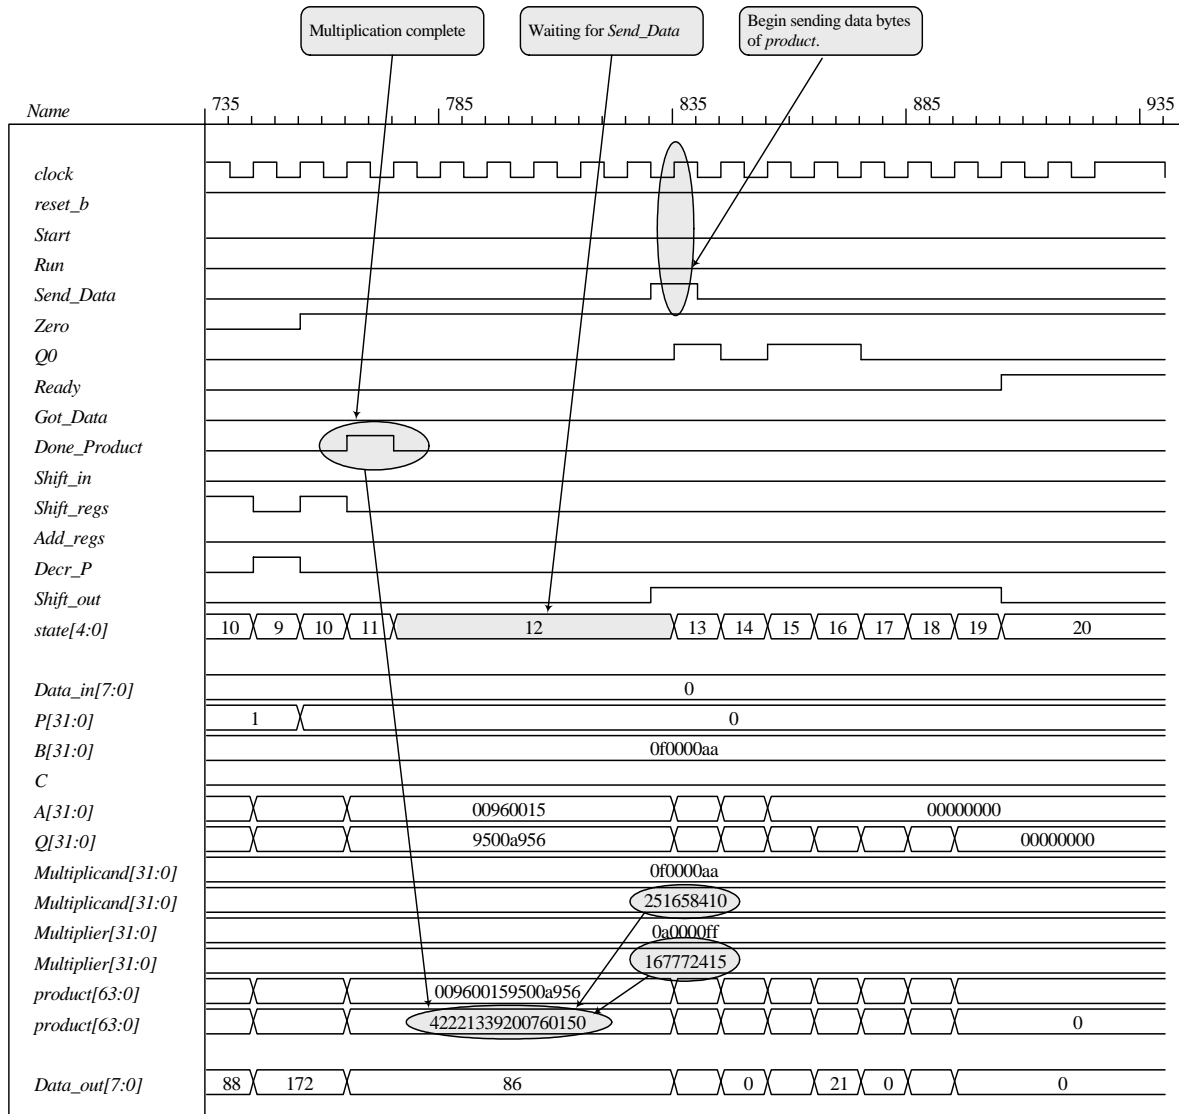 Multiplication complete
Waiting for Send_Data
Begin sending data bytes
of product.
Name 735 785 835 885 935
clock
reset_b
Start
Run
Send_Data
Zero
Q0
Ready
Got_Data
Done_Product
Shift_in
Shift_regs
Add_regs
Decr_P
Shift_out
state[4:0] 10 9 10 11 12 13 14 15 16 17 18 19 20
Data_in[7:0] 0
P[31:0] 1 0
B[31:0] 0f0000aa
C
A[31:0] 00960015 00000000
Q[31:0] 9500a956 00000000
Multiplicand[31:0] 0f0000aa
Multiplicand[31:0] 251658410
Multiplier[31:0] 0a0000ff
Multiplier[31:0] 167772415
product[63:0] 009600159500a956
product[63:0] 42221339200760150 0
Data_out[7:0] 88 172 86 0 21 0 0